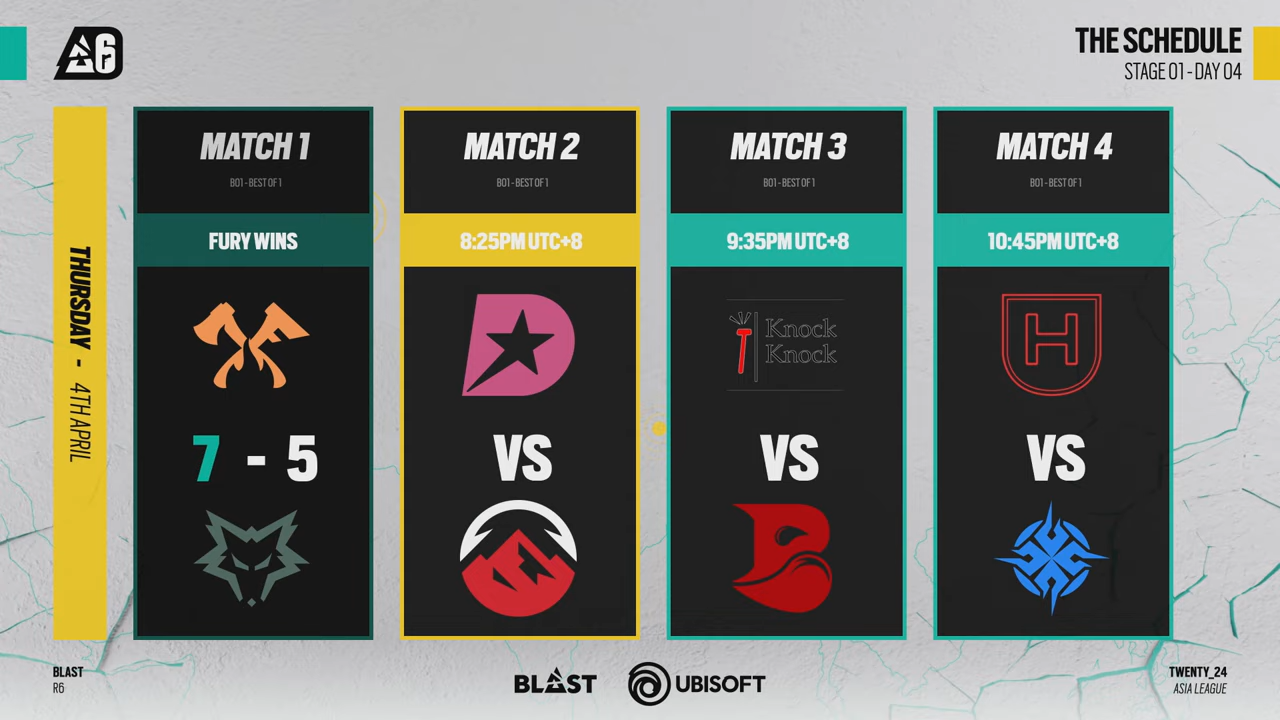 A6
THE SCHEDULE
STAGE 01 - DAY 04
THURSDAY - 4TH APRIL
MATCH 1
BO1 - BEST OF 1
FURY WINS
7 - 5
MATCH 2
BO1 - BEST OF 1
8:25PM UTC+8
VS
MATCH 3
BO1 - BEST OF 1
9:35PM UTC+8
Knock
Knock
VS
B
MATCH 4
BO1 - BEST OF 1
10:45PM UTC+8
H
VS
BLAST
R6
BLAST
UBISOFT
TWENTY_24
ASIA LEAGUE